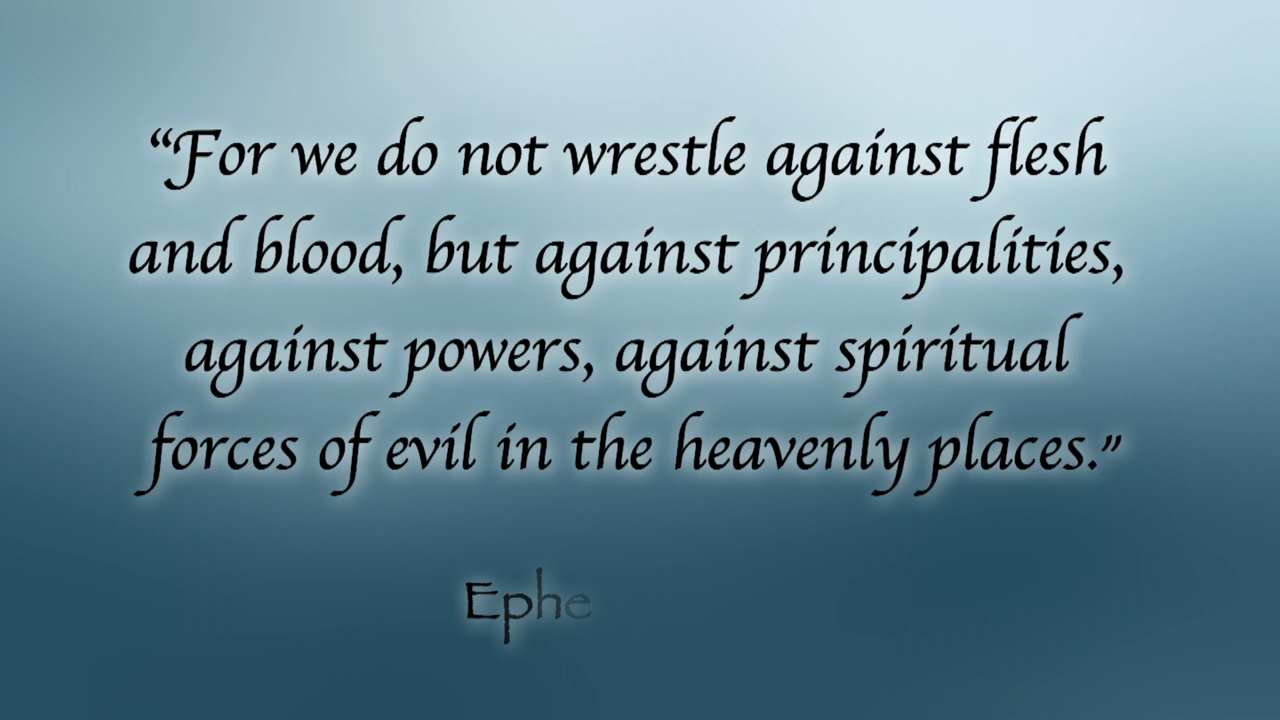 “For we do not wrestle against flesh
and blood, but against principalities,
against powers, against spiritual
forces of evil in the heavenly places.”
Ephe